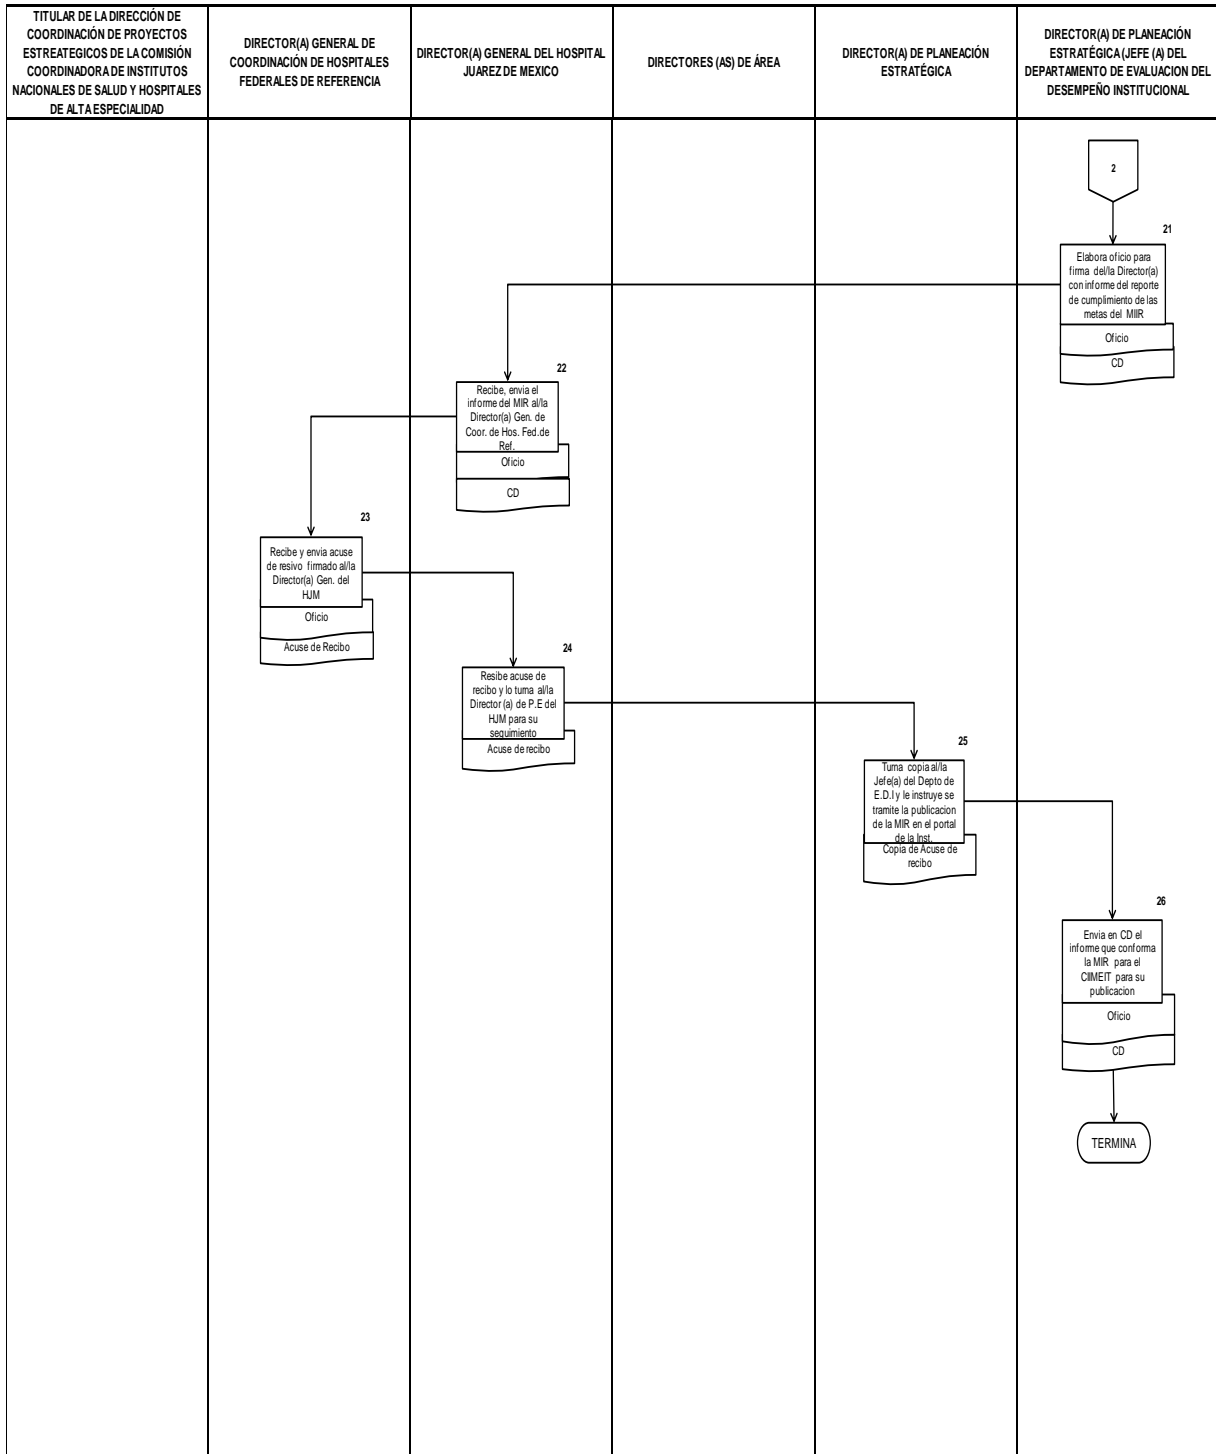 TITULAR DE LA DIRECCIÓN DE
COORDINACIÓN DE PROYECTOS
ESTREATEGICOS DE LA COMISIÓN
COORDINADORA DE INSTITUTOS
NACIONALES DE SALUD Y HOSPITALES
DE ALTA ESPECIALIDAD
DIRECTOR(A) GENERAL DE
COORDINACIÓN DE HOSPITALES
FEDERALES DE REFERENCIA
DIRECTOR(A) GENERAL DEL HOSPITAL
JUAREZ DE MEXICO
DIRECTORES (AS) DE ÁREA
DIRECTOR(A) DE PLANEACIÓN
ESTRATÉGICA
DIRECTOR(A) DE PLANEACIÓN
ESTRATÉGICA (JEFE (A) DEL
DEPARTAMENTO DE EVALUACION DEL
DESEMPEÑO INSTITUCIONAL
2
21
Elabora oficio para
firma del/la Director(a)
con informe del reporte
de cumplimiento de las
metas del MIIR
Oficio
CD
22
Recibe, envia el
informe del MIR al/la
Director(a) Gen. de
Coor. de Hos. Fed.de
Ref.
Oficio
CD
23
Recibe y envia acuse
de resivo firmado al/la
Director(a) Gen. del
HJM
Oficio
Acuse de Recibo
24
Resibe acuse de
recibo y lo turna al/la
Director (a) de P.E del
HJM para su
seguimiento
Acuse de recibo
25
Turna copia al/la
Jefe(a) del Depto de
E.D.I y le instruye se
tramite la publicacion
de la MIR en el portal
de la Inst.
Copia de Acuse de
recibo
26
Envia en CD el
informe que conforma
la MIR para el
CIIMEIT para su
publicacion
Oficio
CD
TERMINA